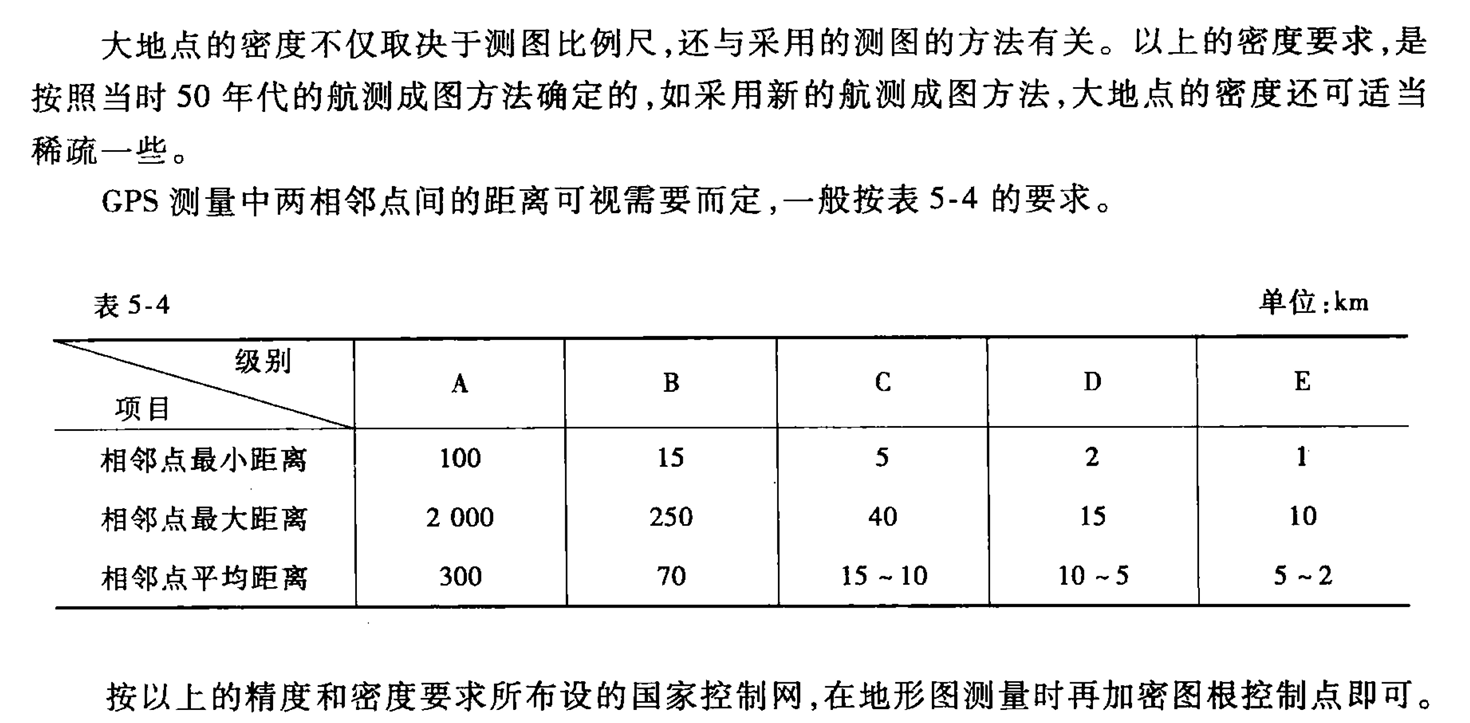 大地点的密度不仅取决于测图比例尺,还与采用的测图的方法有关。以上的密度要求,是
按照当时 50 年代的航测成图方法确定的,如采用新的航测成图方法,大地点的密度还可适当
稀疏一些。
GPS 测量中两相邻点间的距离可视需要而定,一般按表 5-4 的要求。
表 5-4 单位:km
级别
项目 A B C D E
相邻点最小距离 100 15 5 2 1
相邻点最大距离 2 000 250 40 15 10
相邻点平均距离 300 70 15 ~ 10 10 ~ 5 5 ~ 2
按以上的精度和密度要求所布设的国家控制网,在地形图测量时再加密图根控制点即可。